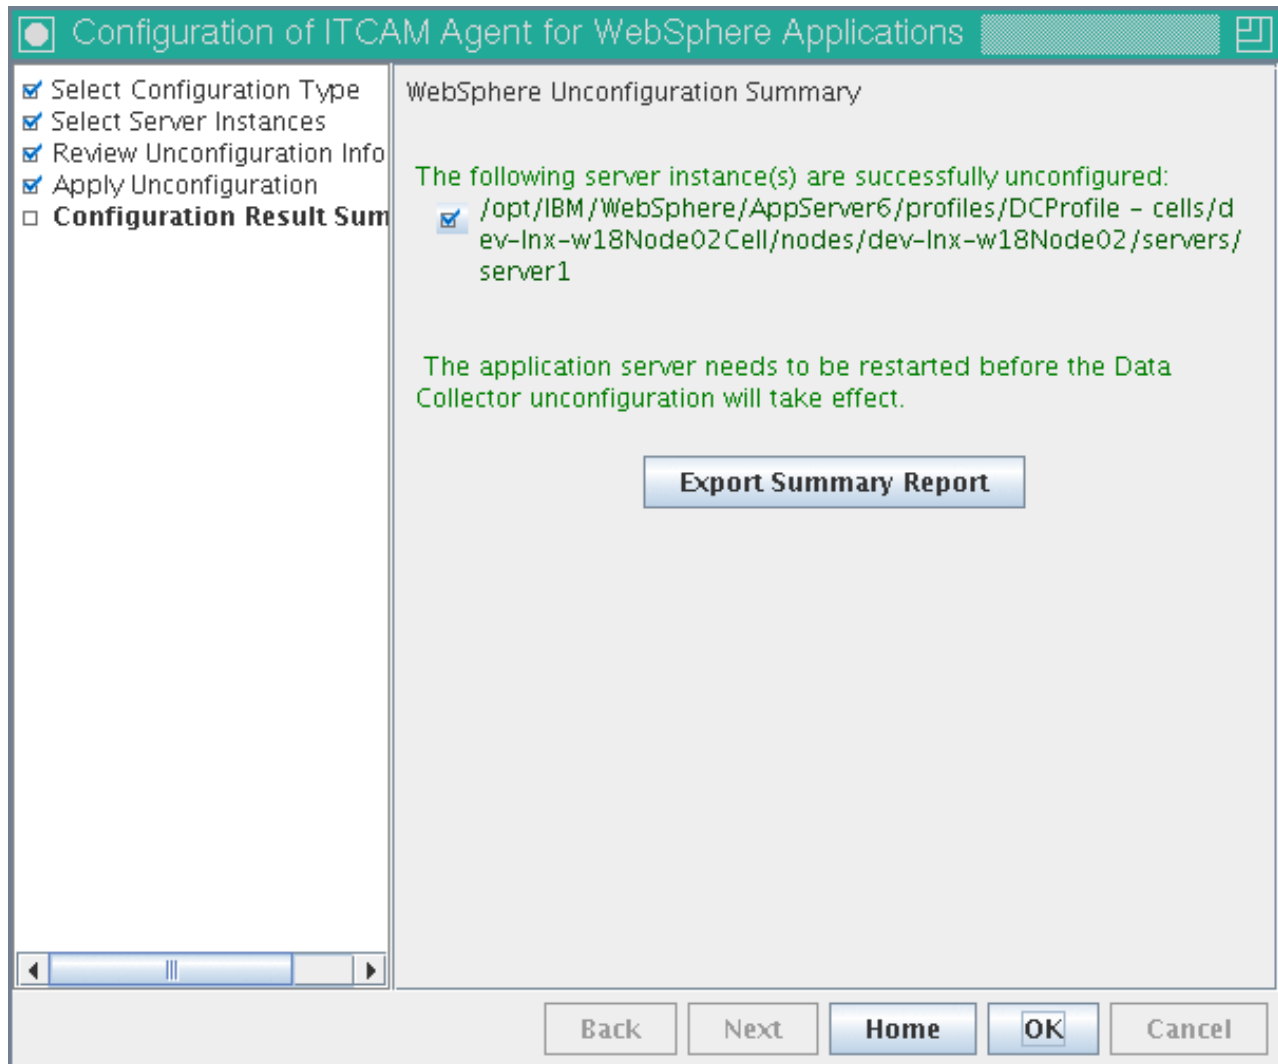 Configuration of ITCAM Agent for WebSphere Applications
Select Configuration Type
Select Server Instances
Review Unconfiguration Info
Apply Unconfiguration
Configuration Result Sum
WebSphere Unconfiguration Summary
The following server instance(s) are successfully unconfigured:
/opt/IBM/WebSphere/AppServer6/profiles/DCProfile - cells/d
ev-lnx-w18Node02Cell/nodes/dev-lnx-w18Node02/servers/
server1
The application server needs to be restarted before the Data
Collector unconfiguration will take effect.
Export Summary Report
Back
Next
Home
OK
Cancel